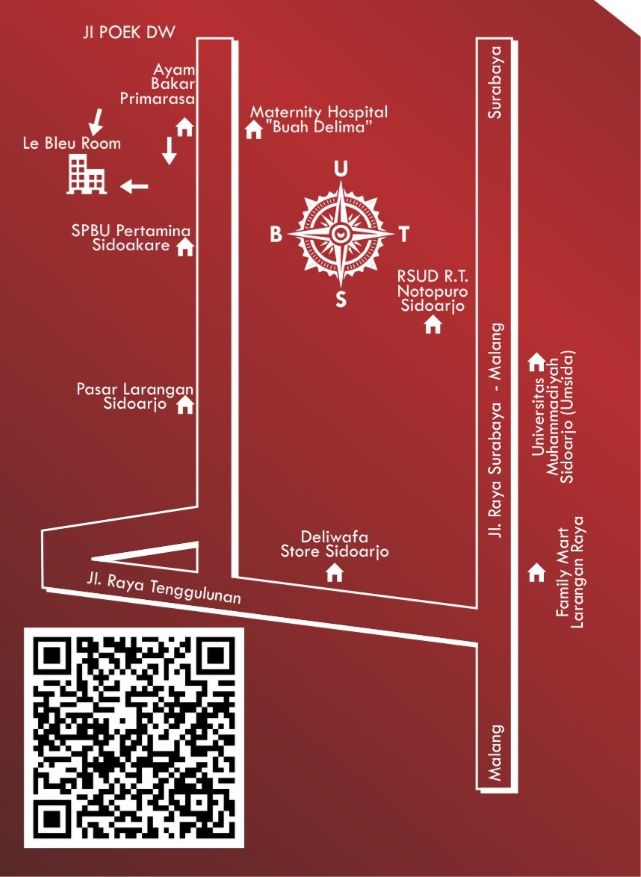 Jl POEK DW
Ayam
Bakar
Primarasa
Maternity Hospital
"Buah Delima”
Le Bleu Room
SPBU Pertamina
Sidoakare
U
B
T
S
RSUD R.T.
Notopuro
Sidoarjo
Pasar Larangan
Sidoarjo
Deliwafa
Store Sidoarjo
Jl. Raya Tenggulunan
Surabaya
Jl. Raya Surabaya - Malang
Malang
Universitas
Muhammadiyah
Sidoarjo (Umsida)
Family Mart
Larangan Raya